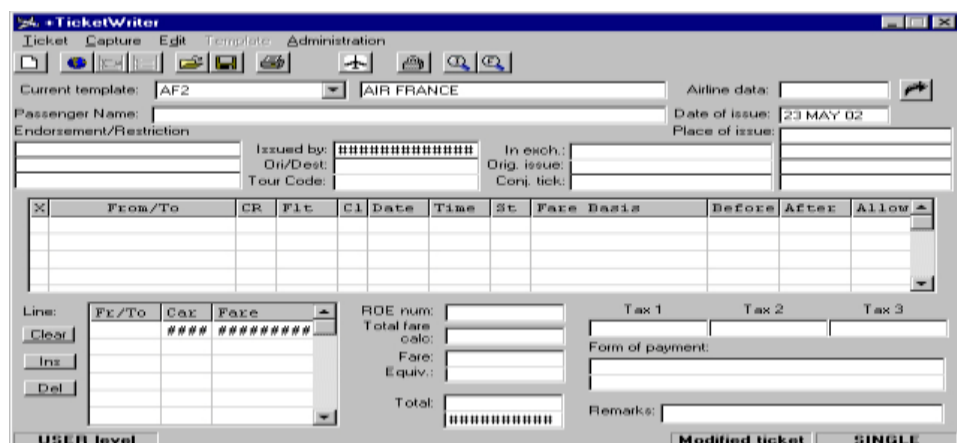 +TicketWriter
Ticket Capture Edit Template Administration
Current template: AF2 AIR FRANCE Airline data:
Passenger Name: Date of issue: 23 MAY 02
Endorsement/Restriction Place of issue:
Issued by: ############# In exch.:
Ori/Dest: Orig. issue:
Tour Code: Conj. tick.:
X From/To CR Flt Cl Date Time St Fare Basis Before After Allow
Line: Fr/To Car Fare ROE num: Tax 1 Tax 2 Tax 3
Clear #### ######### Total fare calc:
Ins Fare: Form of payment:
Equiv.:
Del
Total: Remarks:
###########
USER level Modified ticket SINGLE